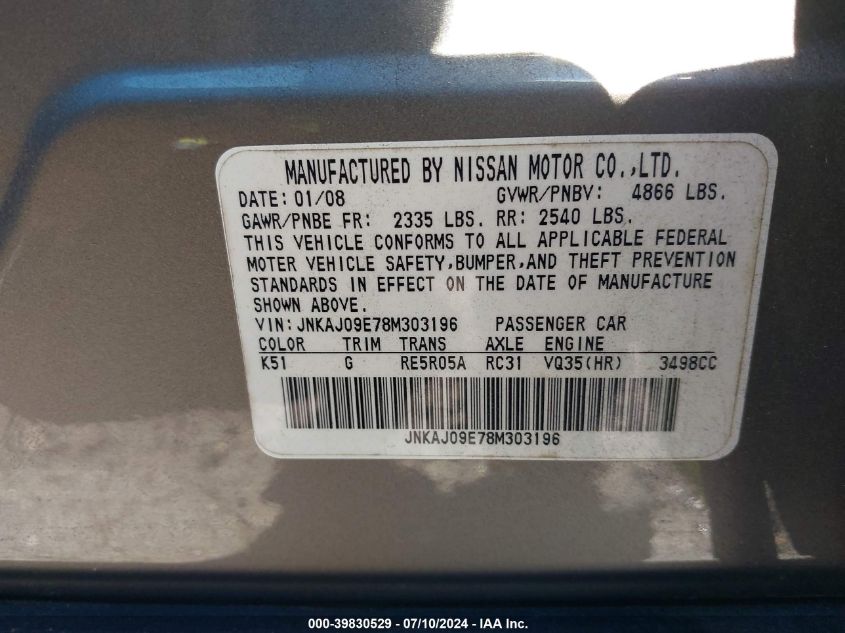 MANUFACTURED BY NISSAN MOTOR CO.,LTD.
DATE: 01/08 GVWR/PNBV: 4866 LBS.
GAWR/PNBE FR: 2335 LBS. RR: 2540 LBS.
THIS VEHICLE CONFORMS TO ALL APPLICABLE FEDERAL
MOTER VEHICLE SAFETY,BUMPER,AND THEFT PREVENTION
STANDARDS IN EFFECT ON THE DATE OF MANUFACTURE
SHOWN ABOVE.
VIN:JNKAJ09E78M303196 PASSENGER CAR
COLOR TRIM TRANS AXLE ENGINE
K51 G RE5R05A RC31 VQ35(HR) 3498CC
JNKAJ09E78M303196
000-39830529 - 07/10/2024 - IAA Inc.